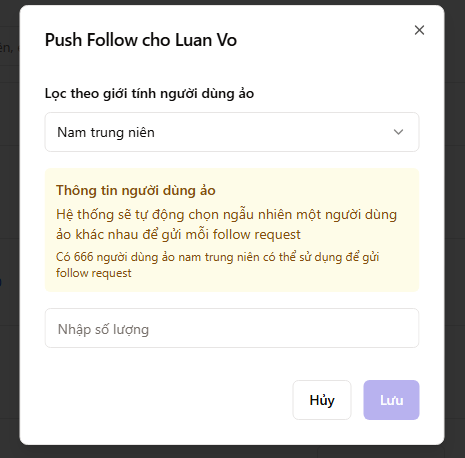 Push Follow cho Luan Vo
Lọc theo giới tính người dùng ảo
Nam trung niên
Thông tin người dùng ảo
Hệ thống sẽ tự động chọn ngẫu nhiên một người dùng
ảo khác nhau để gửi mỗi follow request
Có 666 người dùng ảo nam trung niên có thể sử dụng để gửi
follow request
Nhập số lượng
Hủy
Lưu